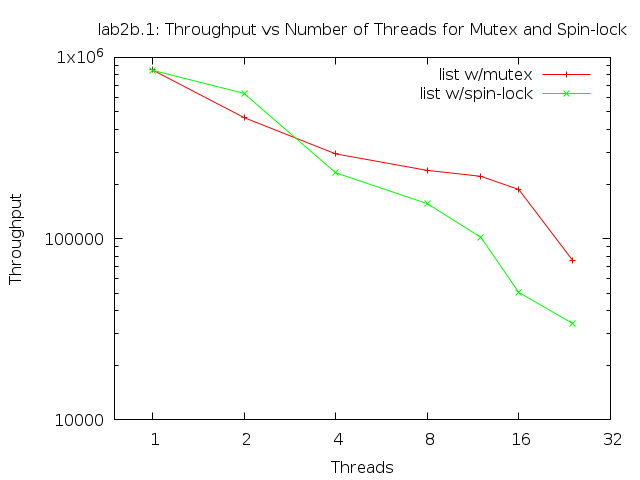 lab2b.1: Throughput vs Number of Threads for Mutex and Spin-lock
1x10^6
list w/mutex
list w/spin-lock
Throughput
100000
10000
1 2 4 8 16 32
Threads